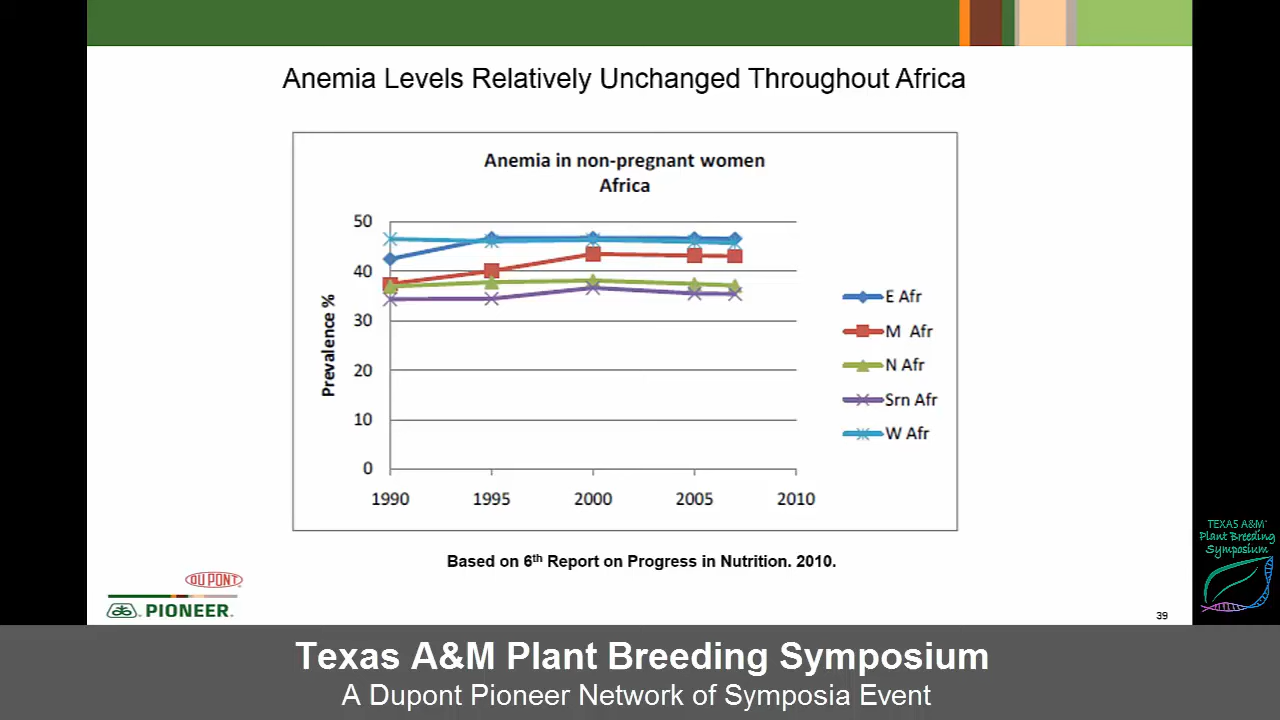 Anemia Levels Relatively Unchanged Throughout Africa
Anemia in non-pregnant women
Africa
Prevalence %
50
40
30
20
10
0
1990 1995 2000 2005 2010
E Afr
M Afr
N Afr
Srn Afr
W Afr
Based on 6th Report on Progress in Nutrition. 2010.
DU PONT
PIONEER
39
TEXAS A&M
Plant Breeding
Symposium
Texas A&M Plant Breeding Symposium
A Dupont Pioneer Network of Symposia Event